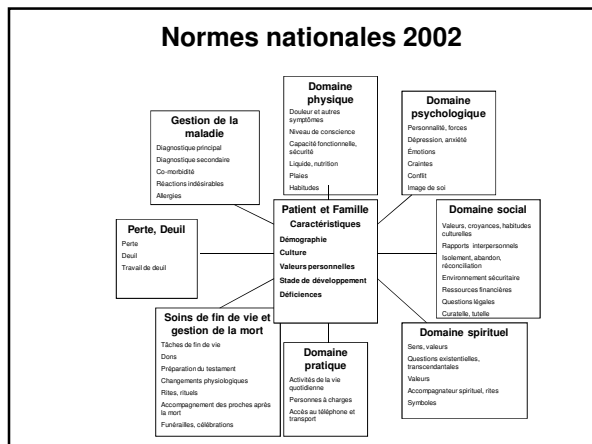 Normes nationales 2002
Domaine
physique
Douleur et autres
symptômes
Niveau de conscience
Capacité fonctionnelle,
sécurité
Liquide, nutrition
Plaies
Habitudes
Domaine
psychologique
Personnalité, forces
Dépression, anxiété
Émotions
Craintes
Conflit
Image de soi
Gestion de la
maladie
Diagnostique principal
Diagnostique secondaire
Co-morbidité
Réactions indésirables
Allergies
Patient et Famille
Caractéristiques
Démographie
Culture
Valeurs personnelles
Stade de développement
Déficiences
Domaine social
Valeurs, croyances, habitudes
culturelles
Rapports interpersonnels
Isolement, abandon,
réconciliation
Environnement sécuritaire
Ressources financières
Questions légales
Curatelle, tutelle
Perte, Deuil
Perte
Deuil
Travail de deuil
Soins de fin de vie et
gestion de la mort
Tâches de fin de vie
Dons
Préparation du testament
Changements physiologiques
Rites, rituels
Accompagnement des proches après
la mort
Funérailles, célébrations
Domaine
pratique
Activités de la vie
quotidienne
Personnes à charges
Accès au téléphone et
transport
Domaine spirituel
Sens, valeurs
Questions existentielles,
transcendantales
Valeurs
Accompagnateur spirituel, rites
Symboles